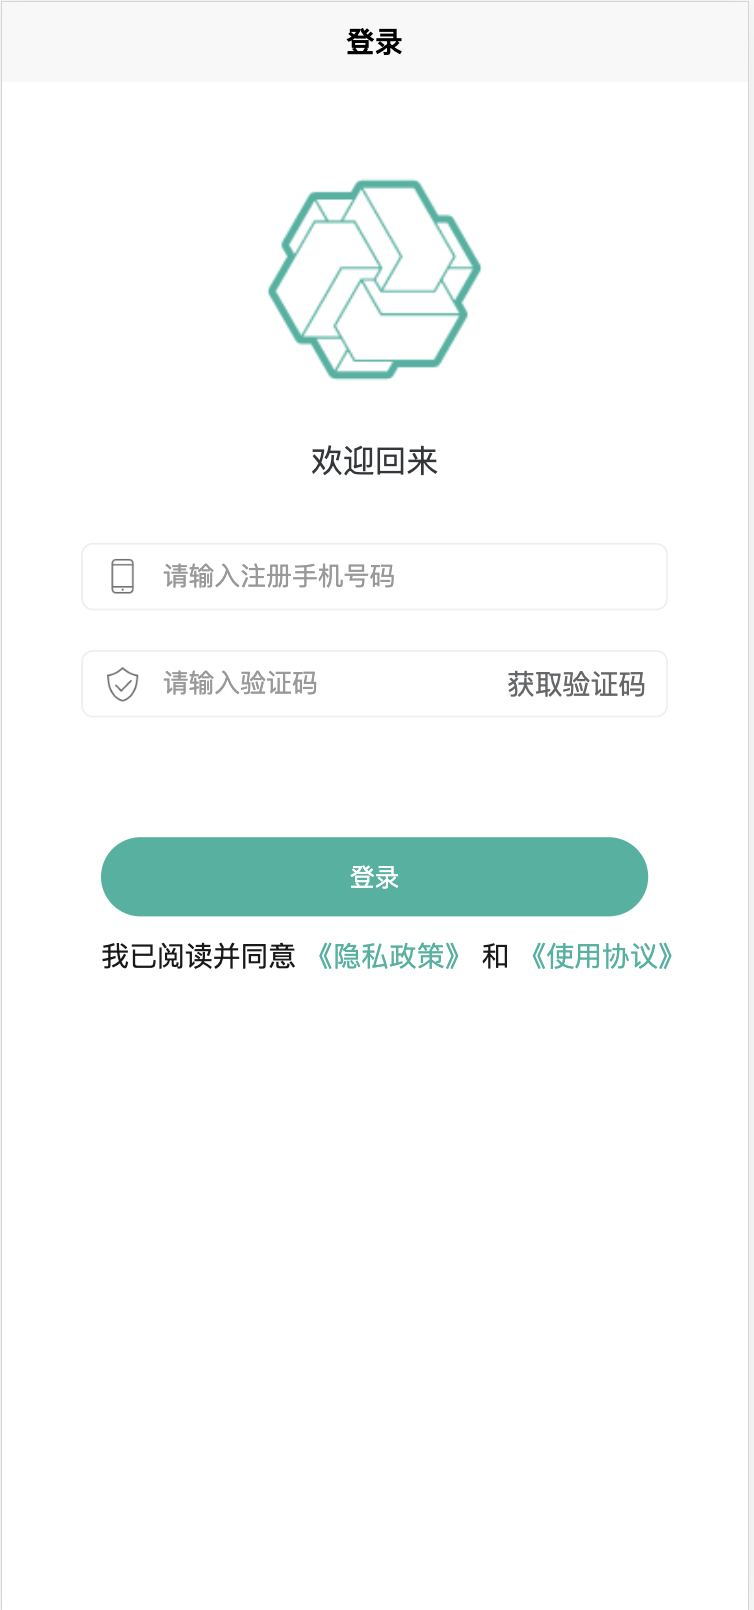 登录
欢迎回来
请输入注册手机号码
请输入验证码 获取验证码
登录
我已阅读并同意 《隐私政策》 和 《使用协议》